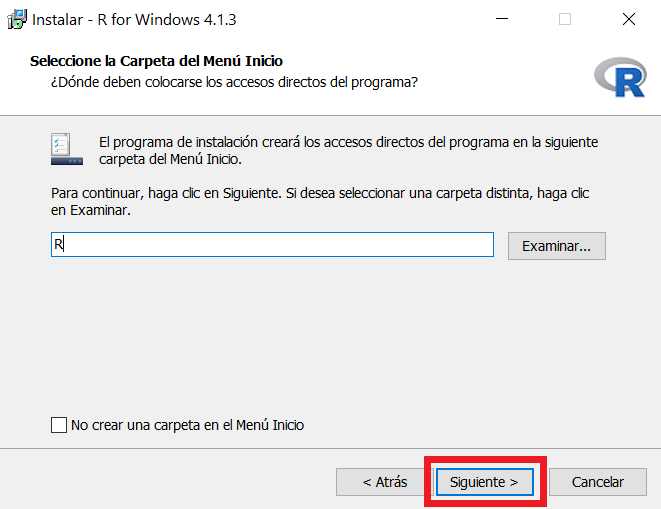 Instalar - R for Windows 4.1.3
Seleccione la Carpeta del Menú Inicio
¿Dónde deben colocarse los accesos directos del programa?
R
El programa de instalación creará los accesos directos del programa en la siguiente
carpeta del Menú Inicio.
Para continuar, haga clic en Siguiente. Si desea seleccionar una carpeta distinta, haga clic
en Examinar.
R
Examinar...
No crear una carpeta en el Menú Inicio
< Atrás
Siguiente >
Cancelar